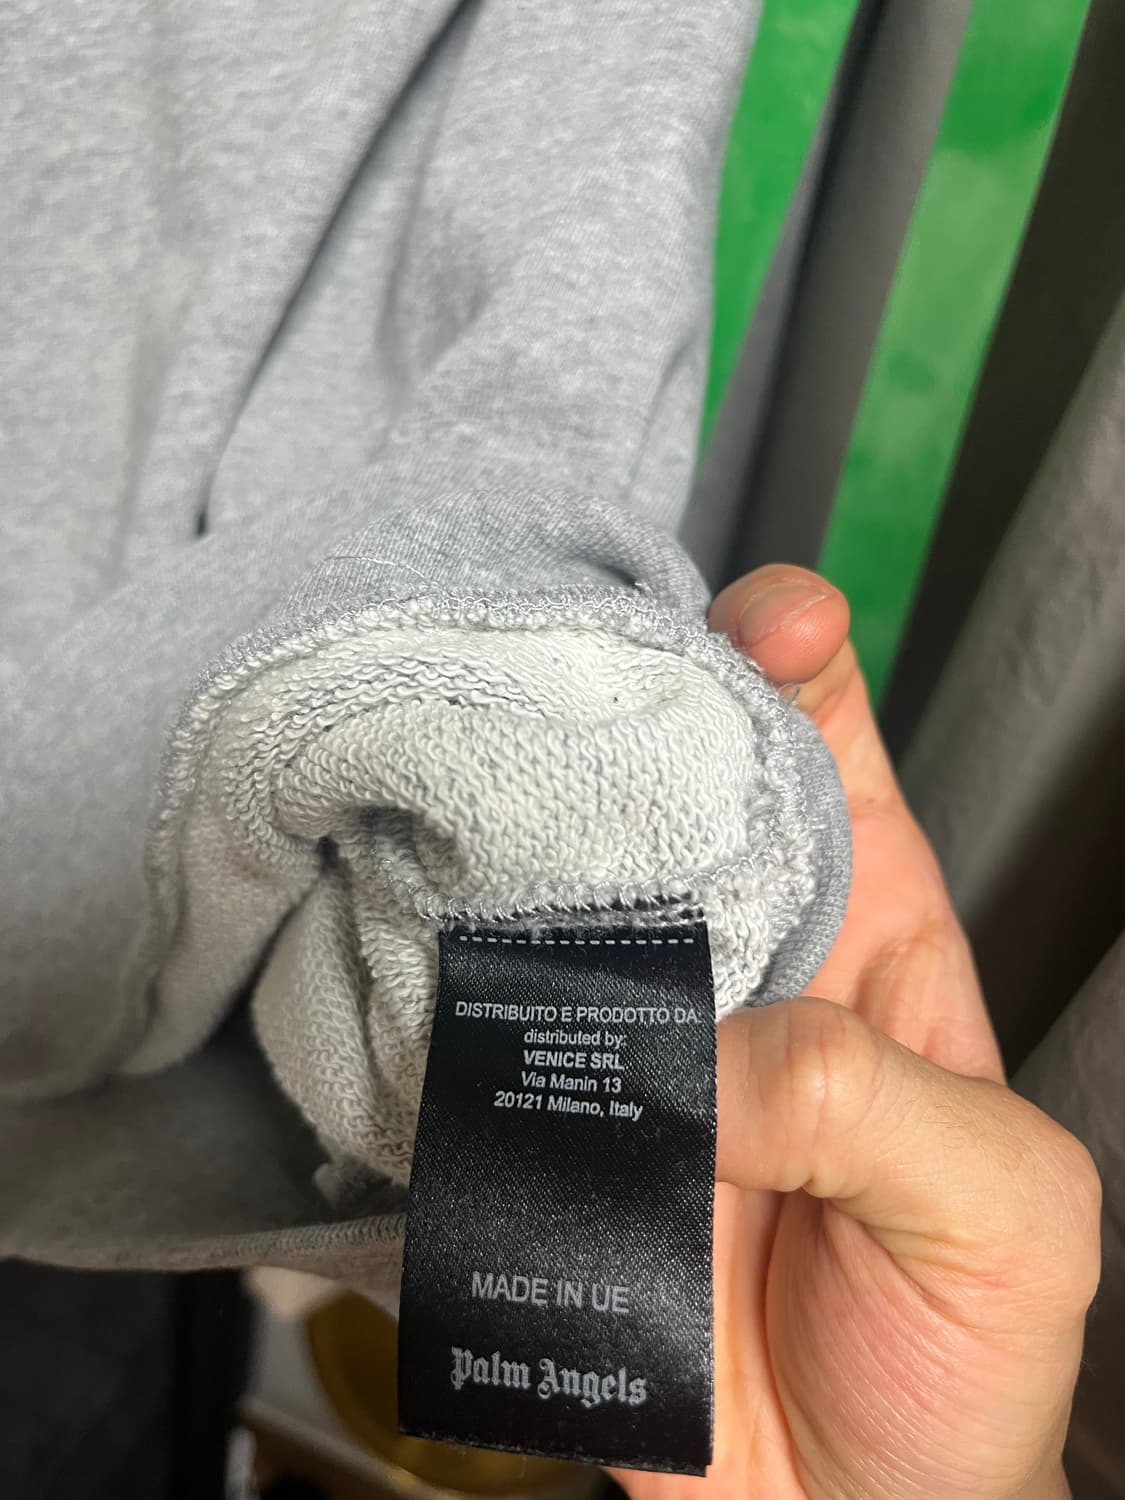 DISTRIBUITO E PRODOTTO DA:
distributed by:
VENICE SRL
Via Manin 13
20121 Milano, Italy
MADE IN UE
Palm Angels